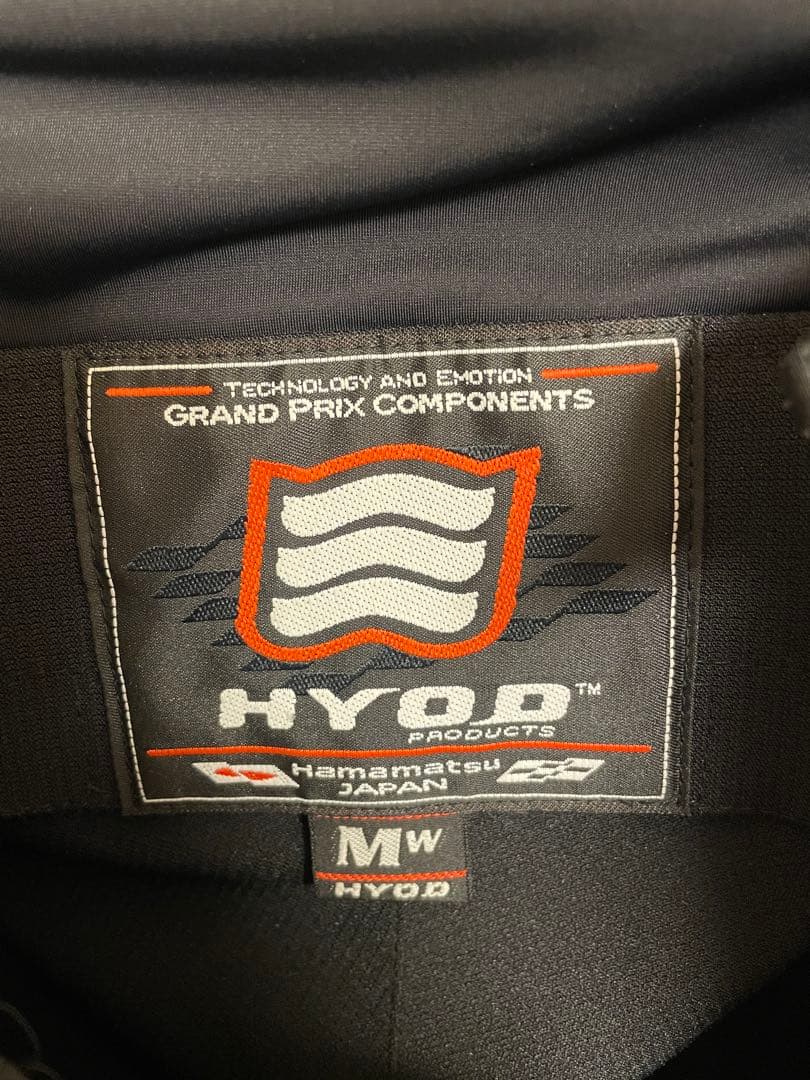 TECHNOLOGY AND EMOTION
GRAND PRIX COMPONENTS
HYOD™
PRODUCTS
Hamamatsu
JAPAN
MW
HYOD